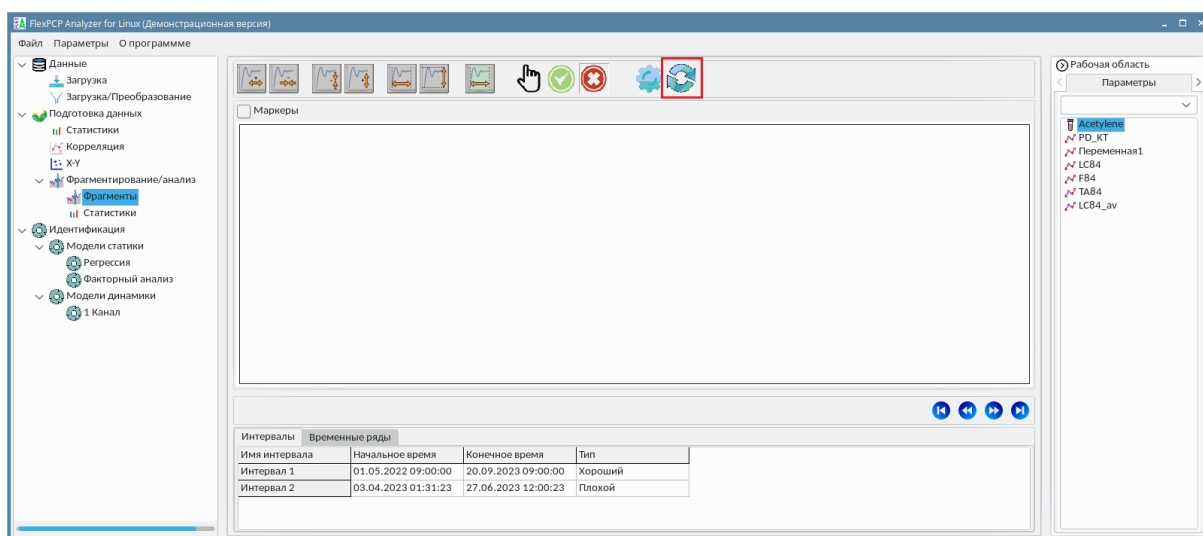 FlexPCP Analyzer for Linux (Демонстрационная версия)
Файл Параметры О программме
Данные
Загрузка
Загрузка/Преобразование
Подготовка данных
Статистики
Корреляция
X-Y
Фрагментирование/анализ
Фрагменты
Статистики
Идентификация
Модели статики
Регрессия
Факторный анализ
Модели динамики
1 Канал
Маркеры
Интервалы Временные ряды
Имя интервала Начальное время Конечное время Тип
Интервал 1 01.05.2022 09:00:00 20.09.2023 09:00:00 Хороший
Интервал 2 03.04.2023 01:31:23 27.06.2023 12:00:23 Плохой
Рабочая область
Параметры
Acetylene
PD_KT
Переменная1
LC84
F84
TA84
LC84_av